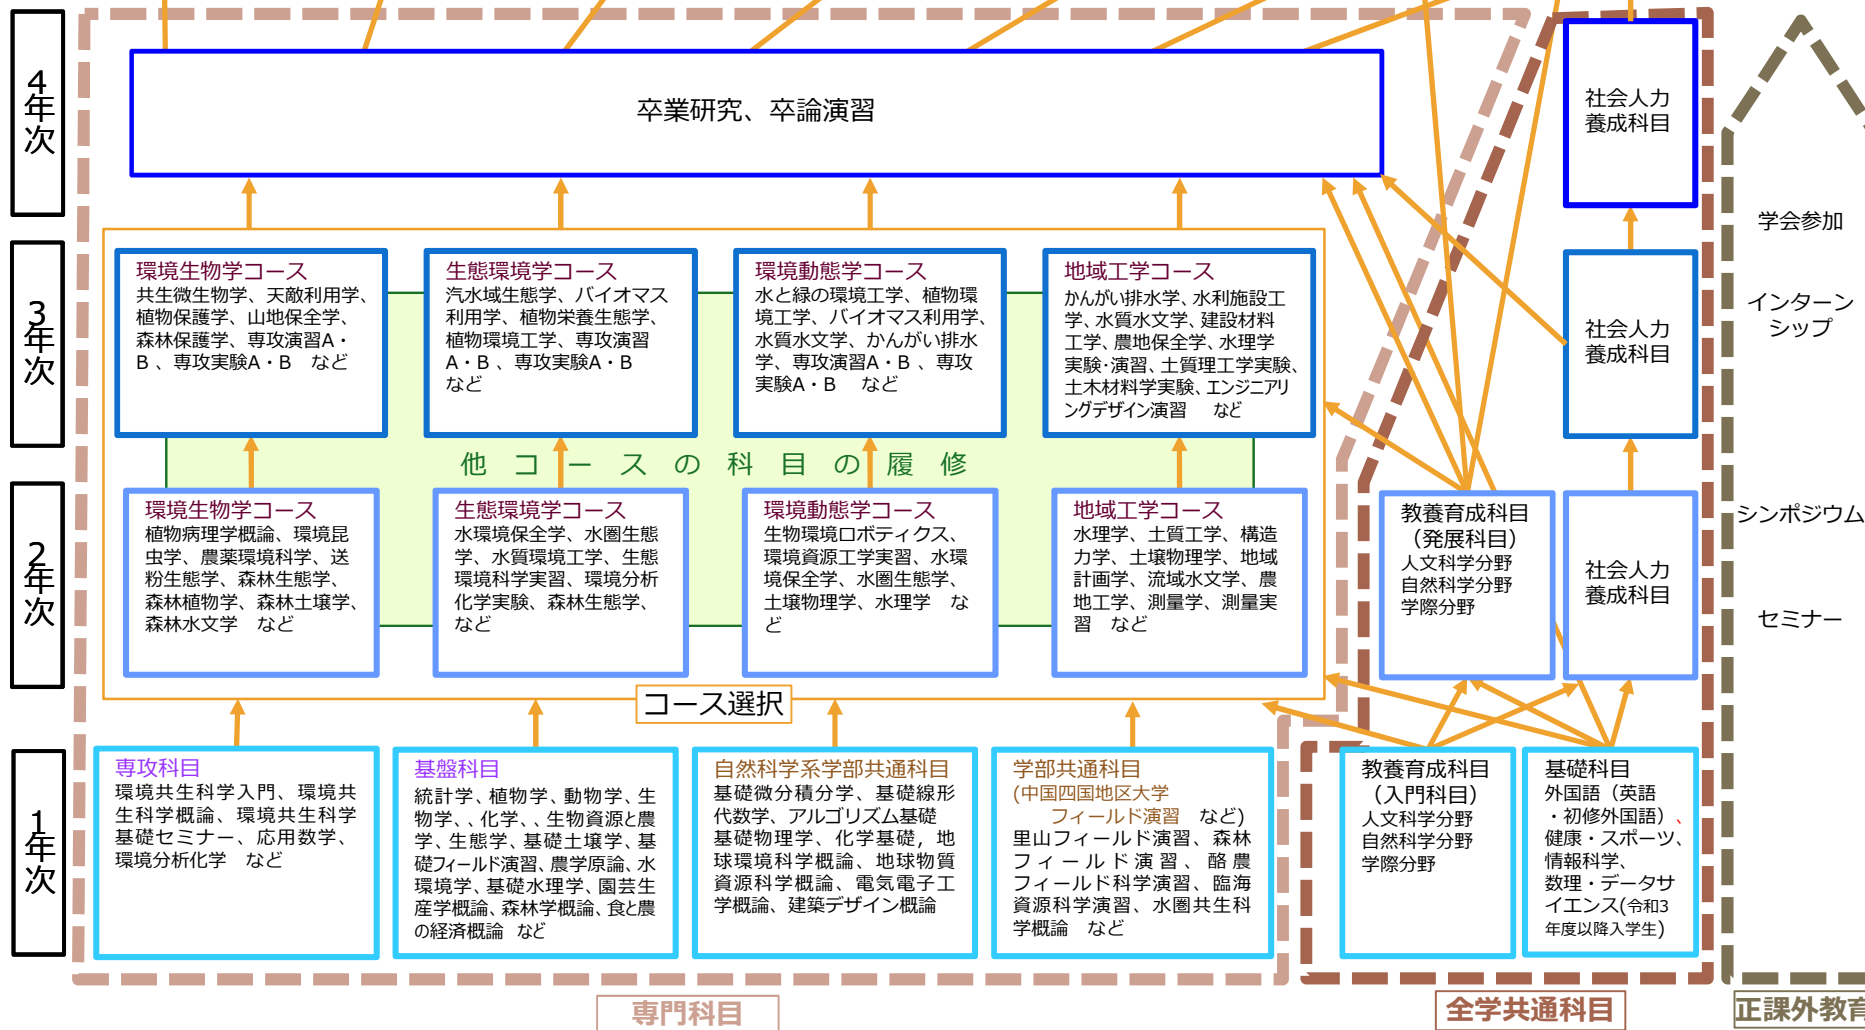 4年次
卒業研究、卒論演習
社会人力
養成科目
学会参加
3年次
環境生物学コース
共生微生物学、天敵利用学、
植物保護学、山地保全学、
森林保護学、専攻演習A・
B 、専攻実験A・B　など
生態環境学コース
汽水域生態学、バイオマス
利用学、植物栄養生態学、
植物環境工学、専攻演習
A・B 、専攻実験A・B
など
環境動態学コース
水と緑の環境工学、植物環
境工学、バイオマス利用学、
水質水文学、かんがい排水
学、専攻演習A・B 、専攻
実験A・B　 など
地域工学コース
かんがい排水学、水利施設工
学、水質水文学、建設材料
工学、農地保全学、水理学
実験・演習、土質理工学実験、
土木材料学実験、エンジニアリ
ングデザイン演習　 など
社会人力
養成科目
インターン
シップ
他コースの科目の履修
2年次
環境生物学コース
植物病理学概論、環境昆
虫学、農薬環境科学、送
粉生態学、森林生態学、
森林植物学、森林土壌学、
森林水文学　など
生態環境学コース
水環境保全学、水圏生態
学、水質環境工学、生態
環境科学実習、環境分析
化学実験、森林生態学、
など
環境動態学コース
生物環境ロボティクス、
環境資源工学実習、水環
境保全学、水圏生態学、
土壌物理学、水理学　な
ど
地域工学コース
水理学、土質工学、構造
力学、土壌物理学、地域
計画学、流域水文学、農
地工学、測量学、測量実
習　など
教養育成科目
（発展科目）
人文科学分野
自然科学分野
学際分野
社会人力
養成科目
シンポジウム
セミナー
コース選択
1年次
専攻科目
環境共生科学入門、環境共
生科学概論、環境共生科学
基礎セミナー、応用数学、
環境分析化学　など
基盤科目
統計学、植物学、動物学、生
物学、、化学、、生物資源と農
学、生態学、基礎土壌学、基
礎フィールド演習、農学原論、水
環境学、基礎水理学、園芸生
産学概論、森林学概論、食と農
の経済概論  など
自然科学系学部共通科目
基礎微分積分学、基礎線形
代数学、アルゴリズム基礎
基礎物理学、化学基礎，地
球環境科学概論、地球物質
資源科学概論、電気電子工
学概論、建築デザイン概論
学部共通科目
(中国四国地区大学
フィールド演習　など)
里山フィールド演習、森林
フィールド演習、酪農
フィールド科学演習、臨海
資源科学演習、水圏共生科
学概論　など
教養育成科目
（入門科目）
人文科学分野
自然科学分野
学際分野
基礎科目
外国語（英語
・初修外国語）、
健康・スポーツ、
情報科学、
数理・データサ
イエンス(令和3
年度以降入学生)
専門科目
全学共通科目
正課外教育